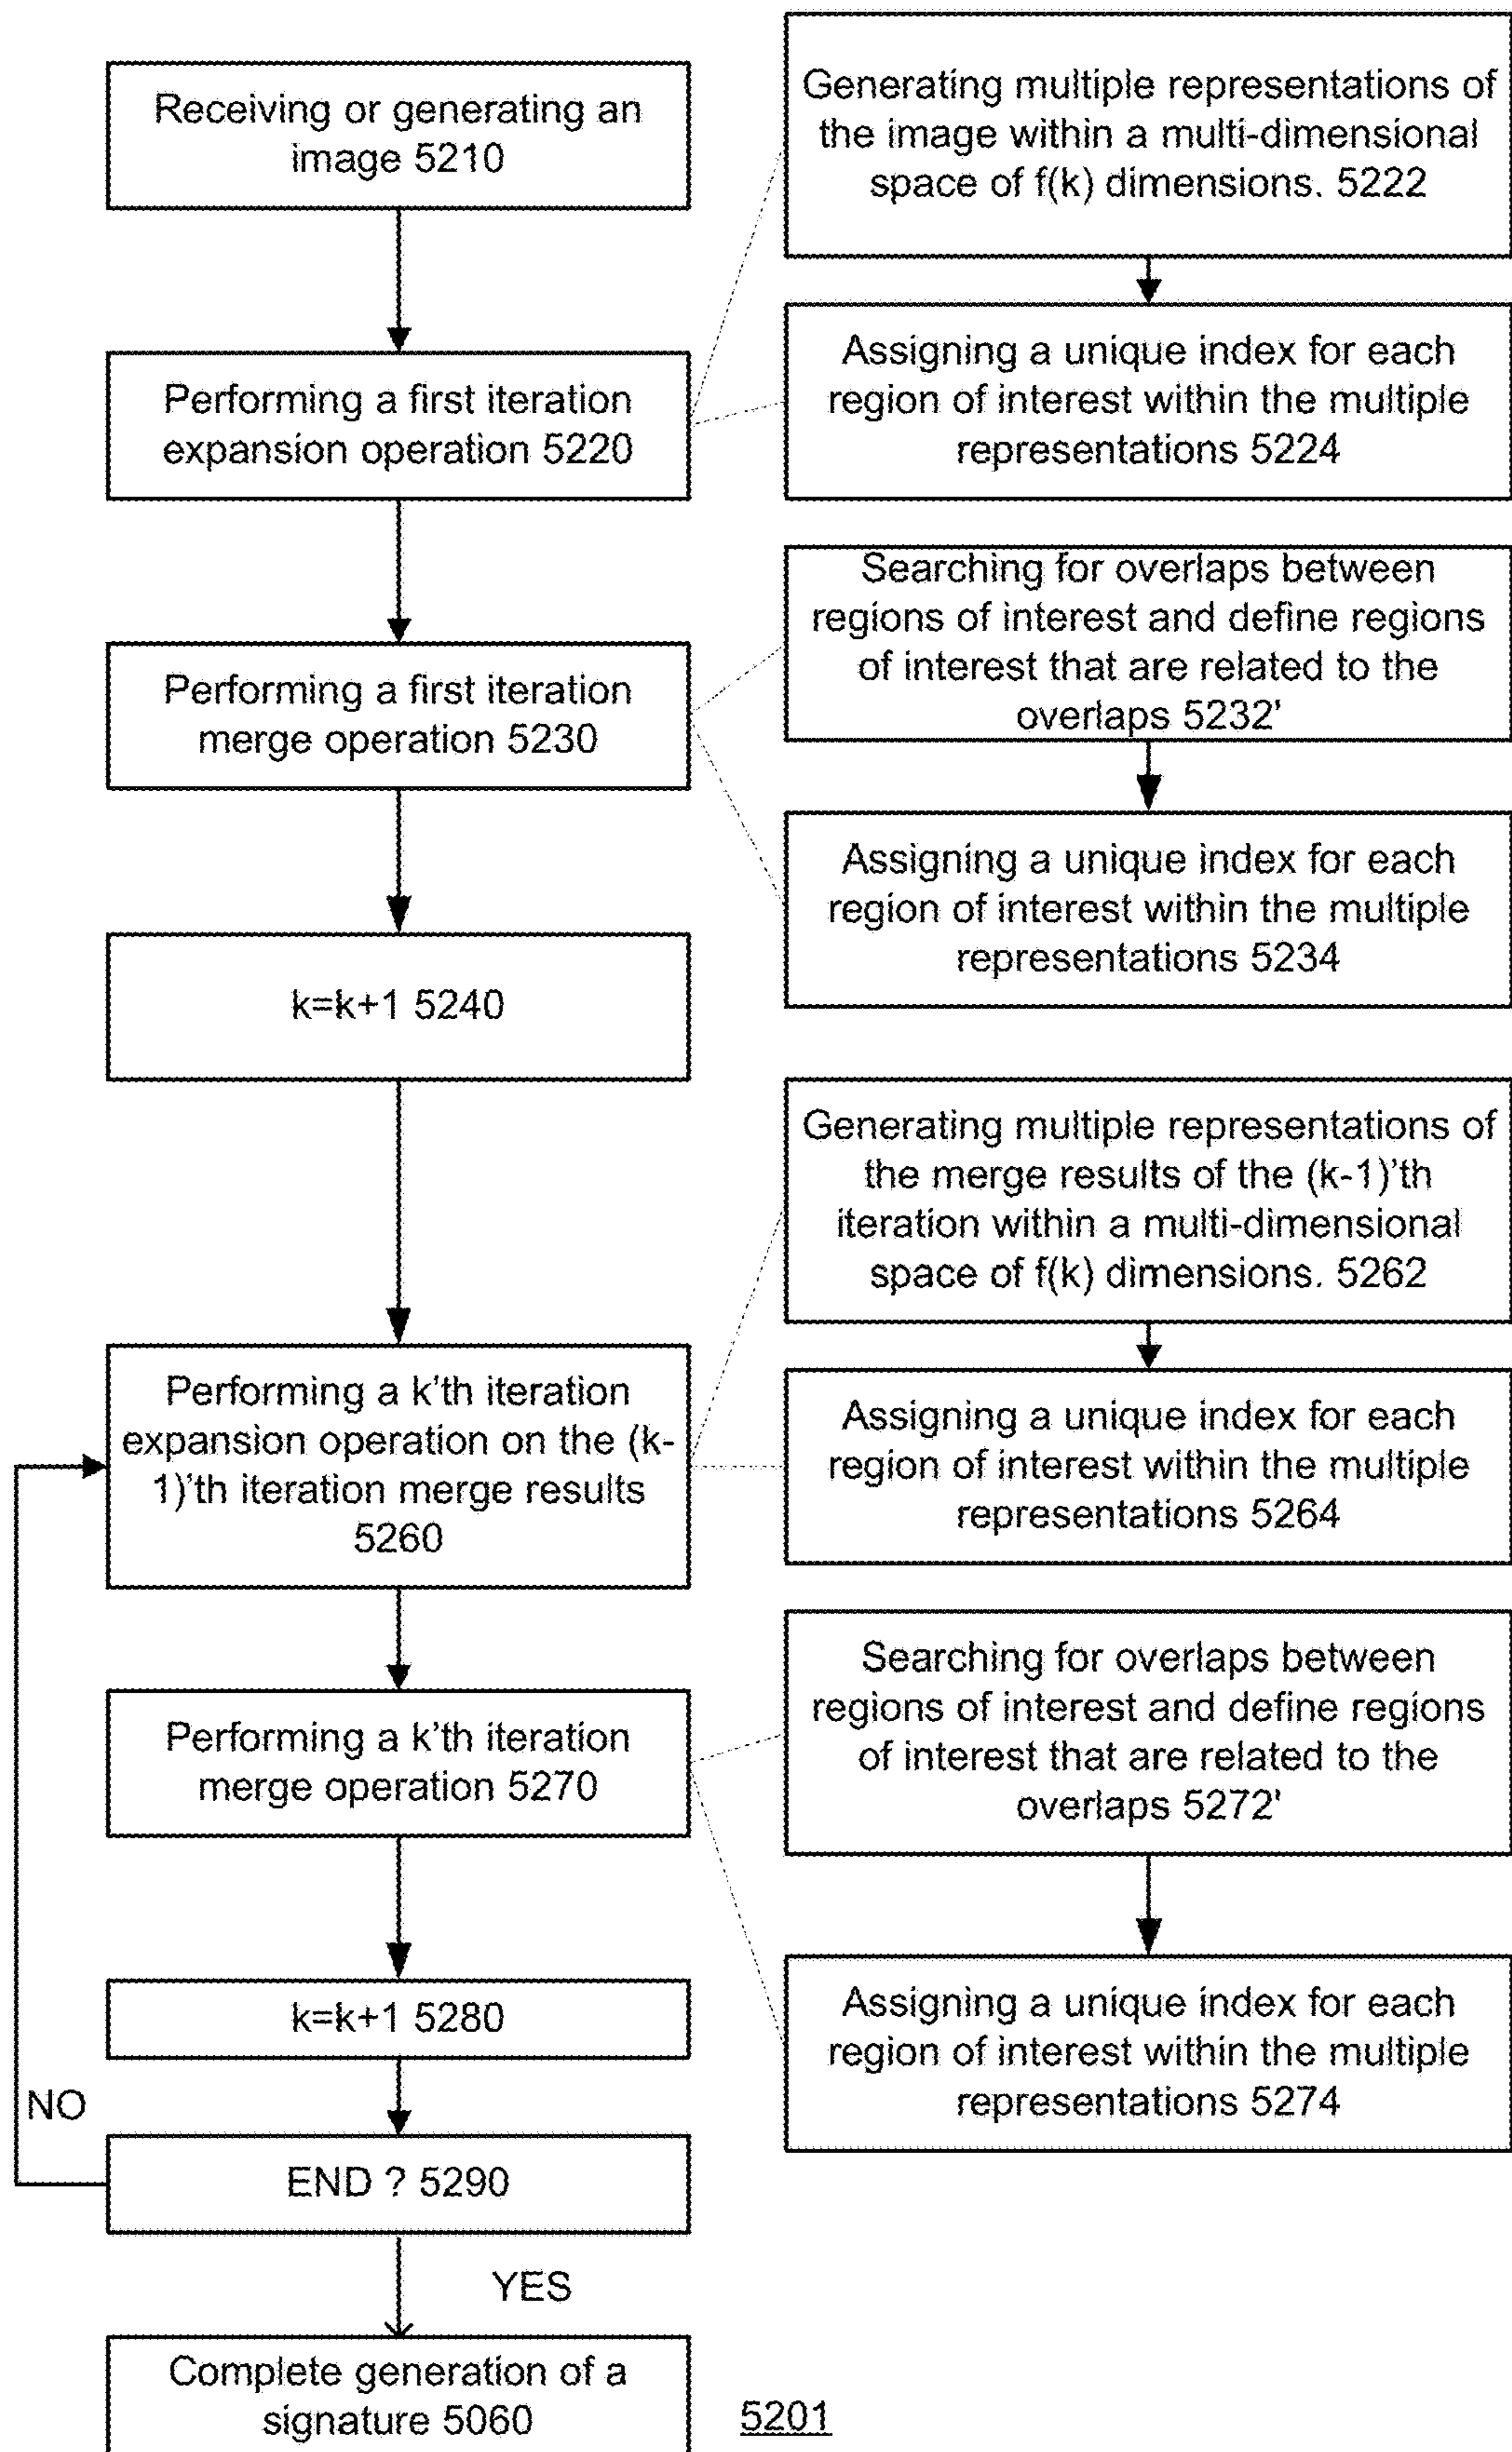 Receiving or generating an
image 5210
Generating multiple representations of
the image within a multi-dimensional
space of f(k) dimensions. 5222
Performing a first iteration
expansion operation 5220
Assigning a unique index for each
region of interest within the multiple
representations 5224
Performing a first iteration
merge operation 5230
Searching for overlaps between
regions of interest and define regions
of interest that are related to the
overlaps 5232'
Assigning a unique index for each
region of interest within the multiple
representations 5234
k=k+1 5240
Generating multiple representations of
the merge results of the (k-1)'th
iteration within a multi-dimensional
space of f(k) dimensions. 5262
Performing a k'th iteration
expansion operation on the (k-
1)'th iteration merge results
5260
Assigning a unique index for each
region of interest within the multiple
representations 5264
Performing a k'th iteration
merge operation 5270
Searching for overlaps between
regions of interest and define regions
of interest that are related to the
overlaps 5272'
Assigning a unique index for each
region of interest within the multiple
representations 5274
k=k+1 5280
NO
END ? 5290
YES
Complete generation of a
signature 5060
5201